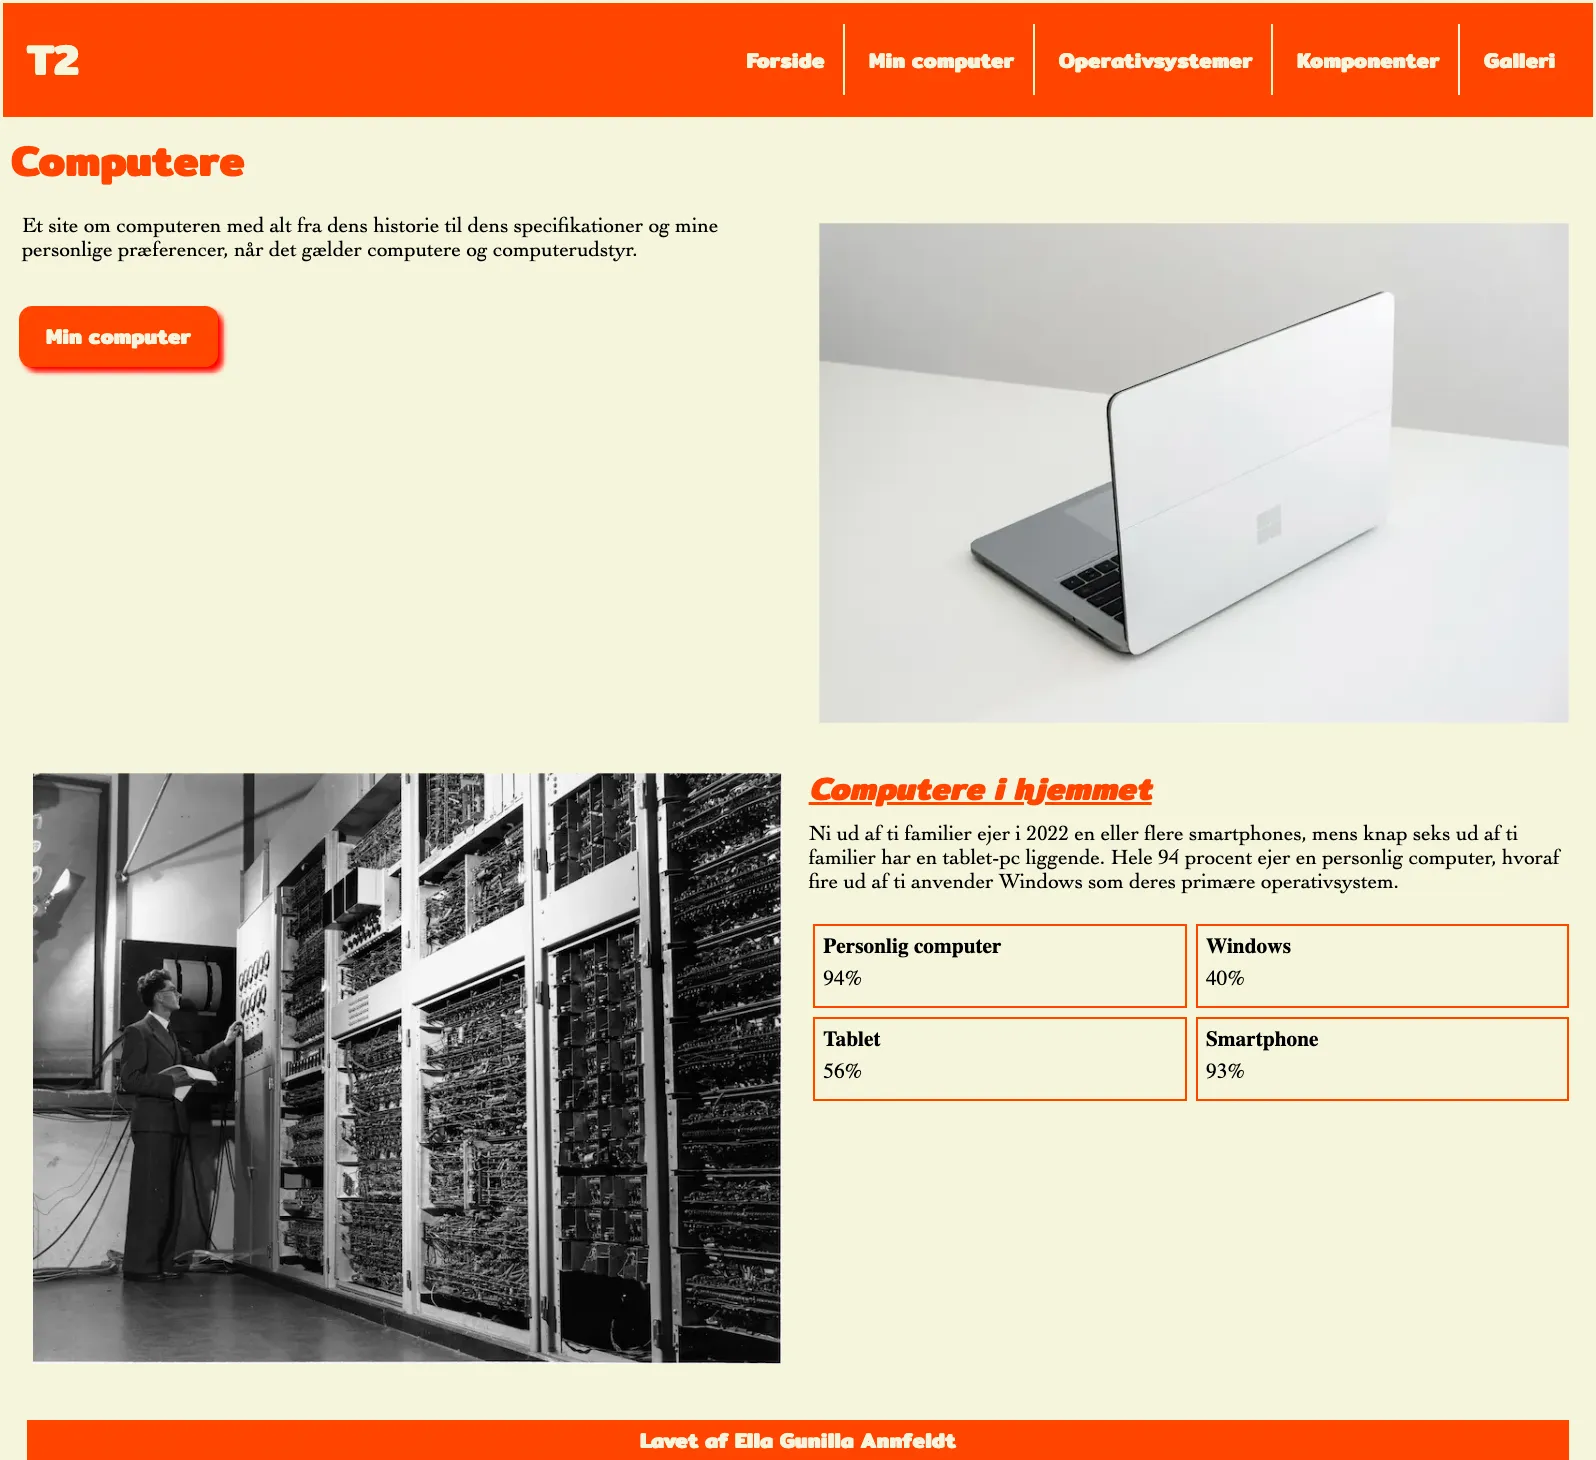 T2
Forside
Min computer
Operativsystemer
Komponenter
Galleri
Computere
Et site om computeren med alt fra dens historie til dens specifikationer og mine
personlige præferencer, når det gælder computere og computerudstyr.
Min computer
Computere i hjemmet
Ni ud af ti familier ejer i 2022 en eller flere smartphones, mens knap seks ud af ti
familier har en tablet-pc liggende. Hele 94 procent ejer en personlig computer, hvoraf
fire ud af ti anvender Windows som deres primære operativsystem.
Personlig computer
94%
Windows
40%
Tablet
56%
Smartphone
93%
Lavet af Ella Gunilla Annfeldt